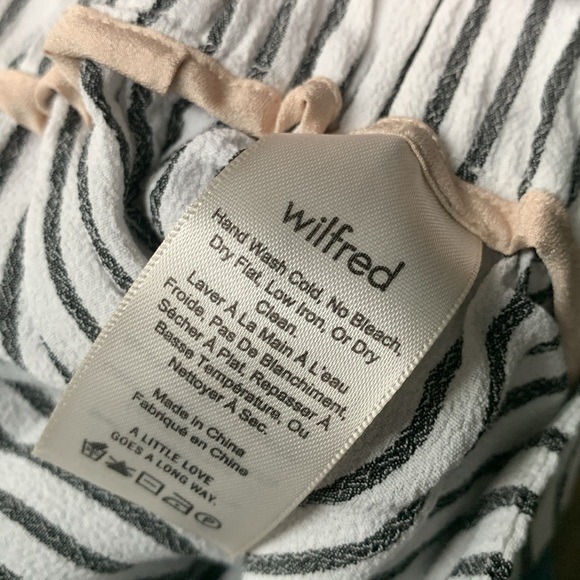 wilfred
Hand Wash Cold, No Bleach,
Dry Flat, Low Iron, Or Dry
Clean.
Laver À La Main À L'eau
Froide, Pas De Blanchiment,
Sécher À Plat, Repasser À
Basse Température, Ou
Nettoyer À Sec.
Made in China
Fabriqué en Chine
A LITTLE LOVE
GOES A LONG WAY.
P